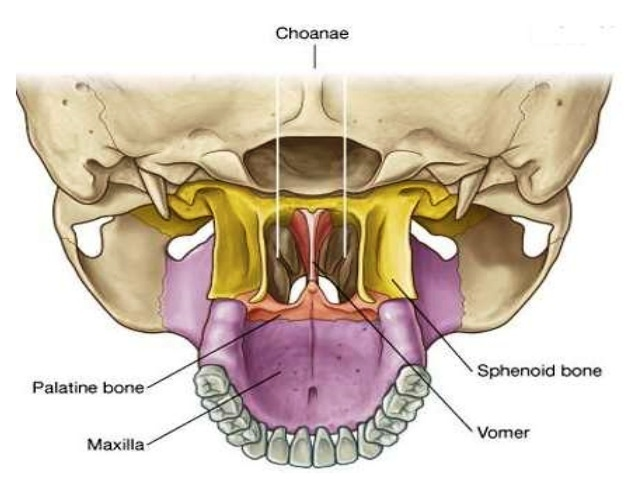 Choanae
Sphenoid bone
Palatine bone
Vomer
Maxilla